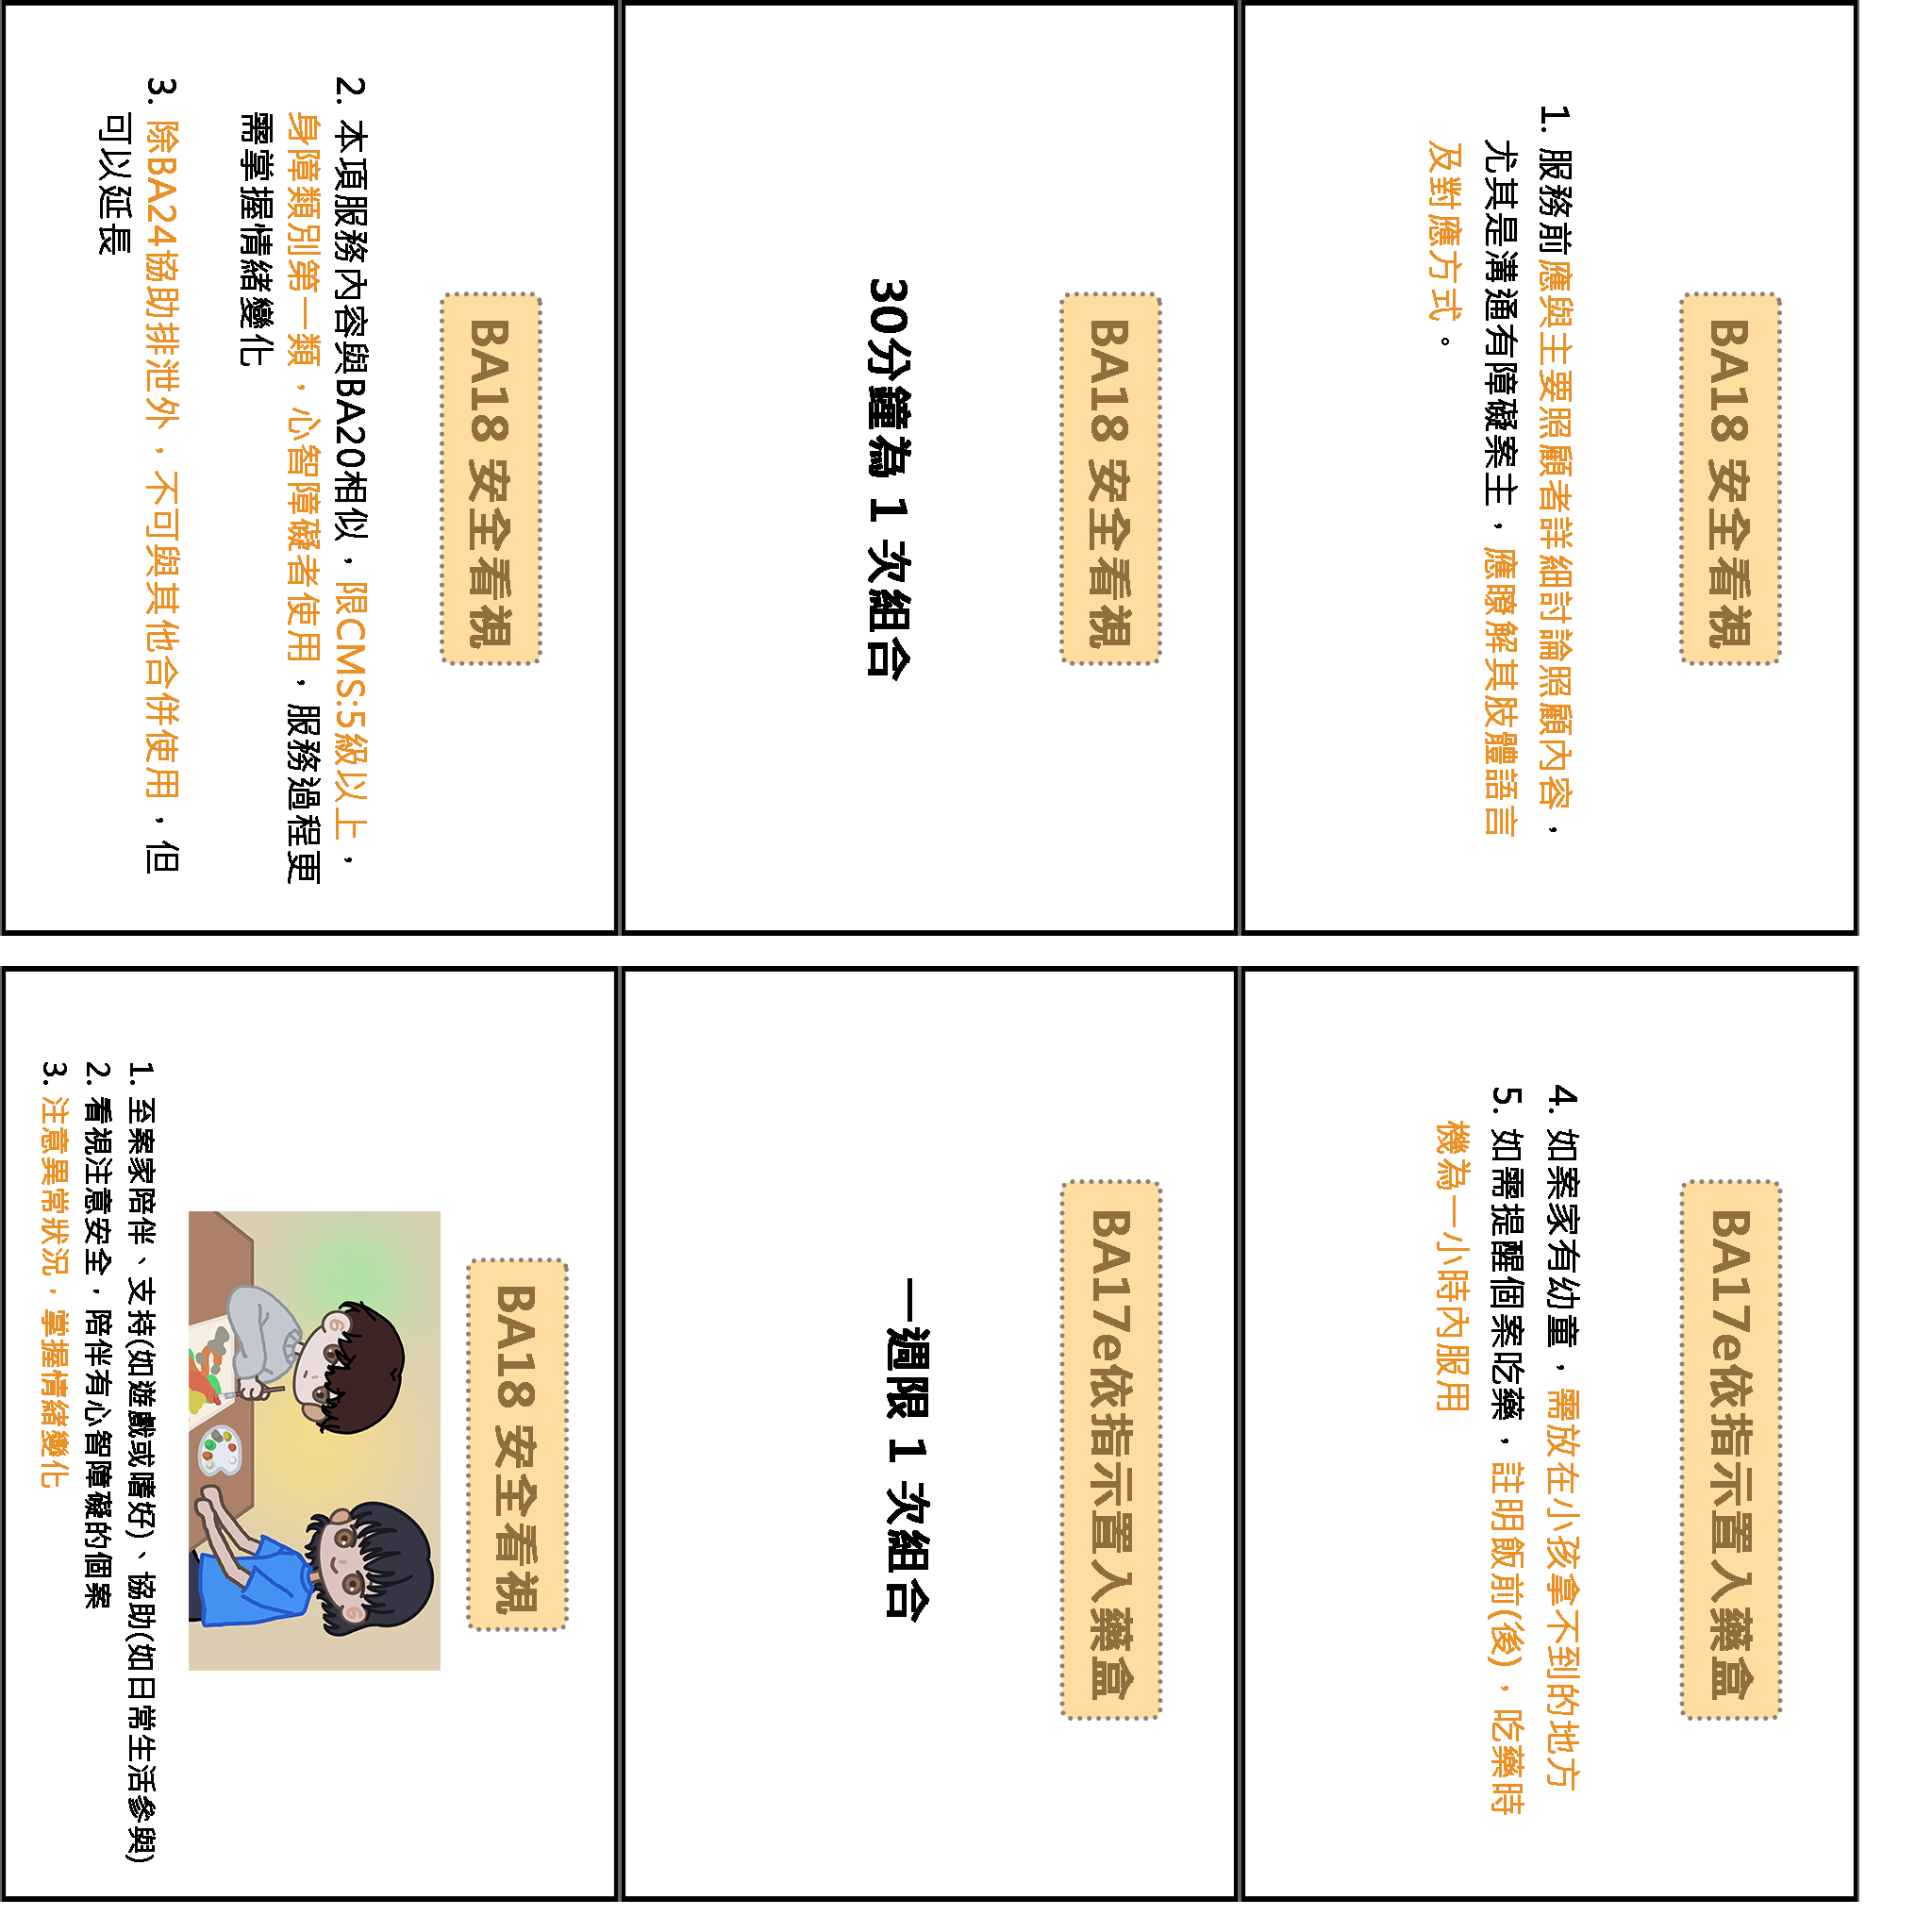 BA18 安全看視
1. 服務前應與主要照顧者詳細討論照顧內容，
尤其是溝通有障礙案主，應瞭解其肢體語言
及對應方式。
BA17e依指示置入藥盒
4. 如案家有幼童，需放在小孩拿不到的地方
5. 如需提醒個案吃藥，註明飯前(後)，吃藥時
機為一小時內服用
BA18 安全看視
30分鐘為 1 次組合
BA17e依指示置入藥盒
一週限 1 次組合
BA18 安全看視
2. 本項服務內容與BA20相似，限CMS:5級以上，
身障類別第一類，心智障礙者使用，服務過程更
需掌握情緒變化
3. 除BA24協助排泄外，不可與其他合併使用，但
可以延長
BA18 安全看視
1. 至案家陪伴、支持(如遊戲或嗜好)、協助(如日常生活參與)
2. 看視注意安全，陪伴有心智障礙的個案
3. 注意異常狀況，掌握情緒變化